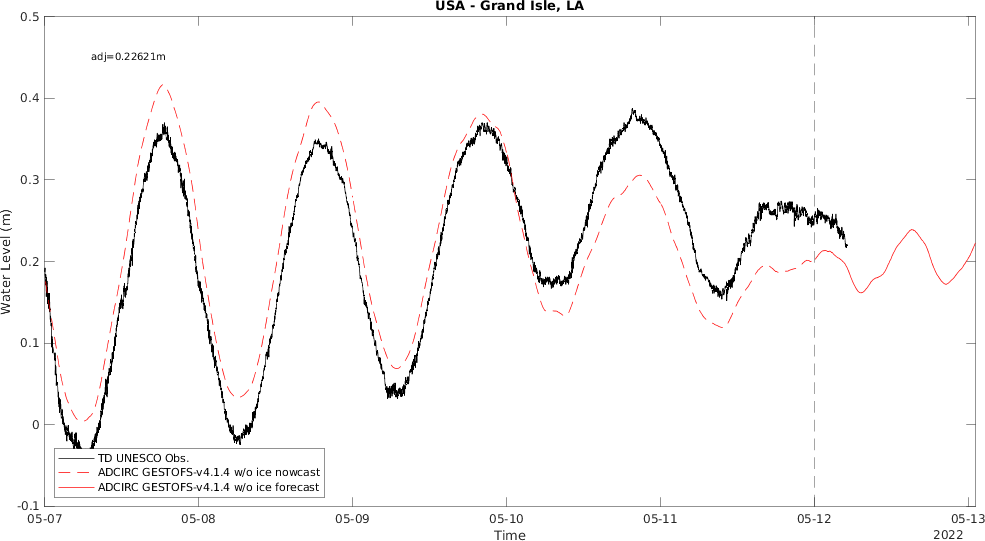 USA - Grand Isle, LA
adj=0.22621m
Water Level (m)
0.5
0.4
0.3
0.2
0.1
0
-0.1
TD UNESCO Obs.
ADCIRC GESTOFS-v4.1.4 w/o ice nowcast
ADCIRC GESTOFS-v4.1.4 w/o ice forecast
05-07 05-08 05-09 05-10 05-11 05-12 05-13
Time
2022